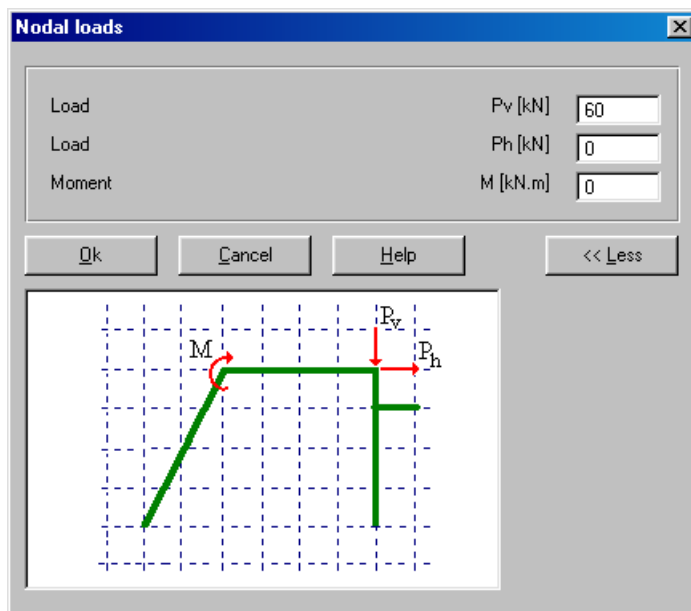 Nodal loads
Load Pv [kN] 60
Load Ph [kN] 0
Moment M [kN.m] 0
Ok Cancel Help << Less
Pv
M Ph